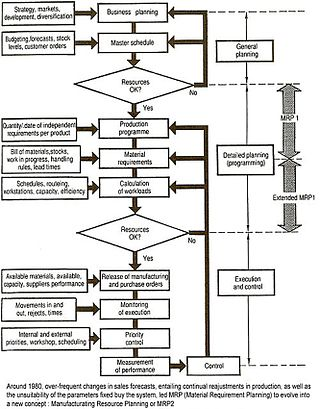 Strategy, markets,
development, diversification
Business planning
Budgeting,forecasts, stock
levels, customer orders
Master schedule
General
planning
Resources
OK?
No
Yes
Quantity/date of independent
requirements per product
Production
programme
MRP 1
Bill of materials,stocks,
work in progress, handling
rules, lead times
Material
requirements
Detailed planning
(programming)
Schedules, routeing,
workstations, capacity, efficiency
Calculation
of workloads
Extended MRP1
Resources
OK?
No
Yes
Available materials, available,
capacity, suppliers performance
Release of manufacturing
and purchase orders
Execution
and control
Movements in and
out, rejects, times
Monitoring
of execution
Internal and external
priorities, workshop, scheduling
Priority
control
Measurement
of performance
Control
Around 1980, over-frequent changes in sales forecasts, entailing continual reajustments in production, as well as
the unsuitability of the parameters fixed buy the system, led MRP (Material Requirement Planning) to evolve into
a new concept : Manufacturing Resource Planning or MRP2